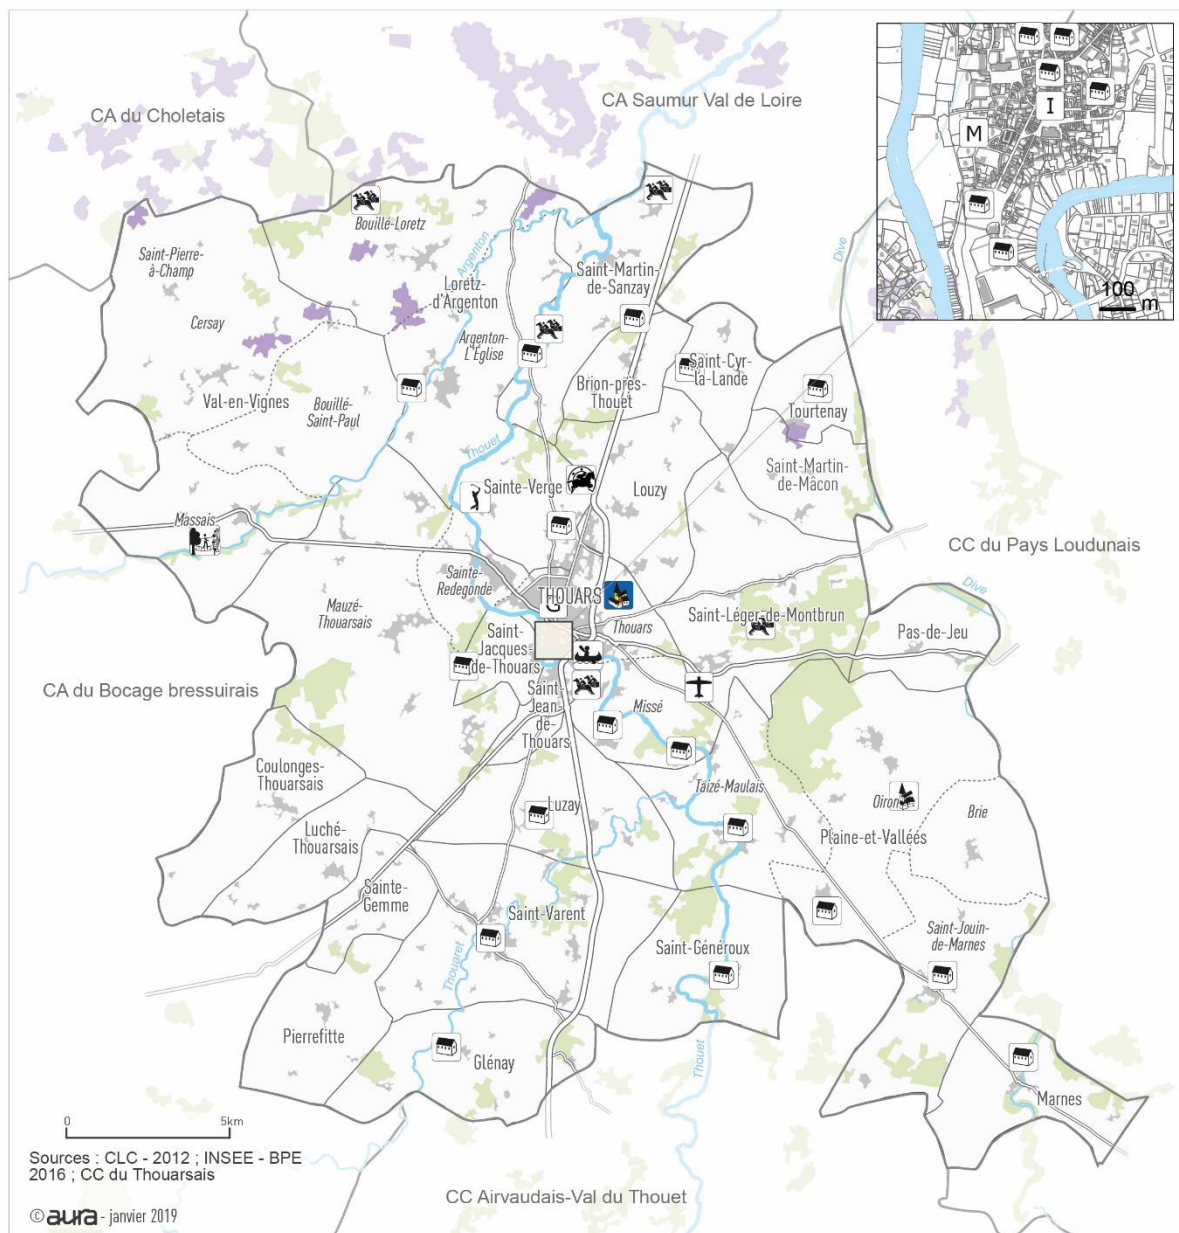 CA du Choletais
CA Saumur Val de Loire
I
M
100
m
Bouillé-Loretz
Argenton
Saint-Pierre-
à-Champ
Saint-Martin-
de-Sanzay
Loretz-
d'Argenton
Dive
Cersay
Argenton-
L'Église
Saint-Cyr-
la-Lande
Brion-près-
Thouet
Val-en-Vignes
Bouillé-
Saint-Paul
Tourtenay
Thouet
Saint-Martin-
de-Mâcon
Sainte-Verge
Louzy
Massais
CC du Pays Loudunais
Sainte-
Redegonde
THOUARS
G
Dive
Mauzé-
Thouarsais
Thouars
Saint-Léger-de-Montbrun
Pas-de-Jeu
Saint-
Jacques-
de-Thouars
CA du Bocage bressuirais
Saint-
Jean-
de-
Thouars
Missé
Coulonges-
Thouarsais
Taizé-Maulais
Oiron
Brie
Luzay
Luché-
Thouarsais
Plaine-et-Vallées
Sainte-
Gemme
Saint-Varent
Saint-Jouin-
de-Marnes
Saint-Généroux
Thouaret
Pierrefitte
Glénay
Thouet
Marnes
0 5km
Sources : CLC - 2012 ; INSEE - BPE
2016 ; CC du Thouarsais
CC Airvaudais-Val du Thouet
© aura - janvier 2019